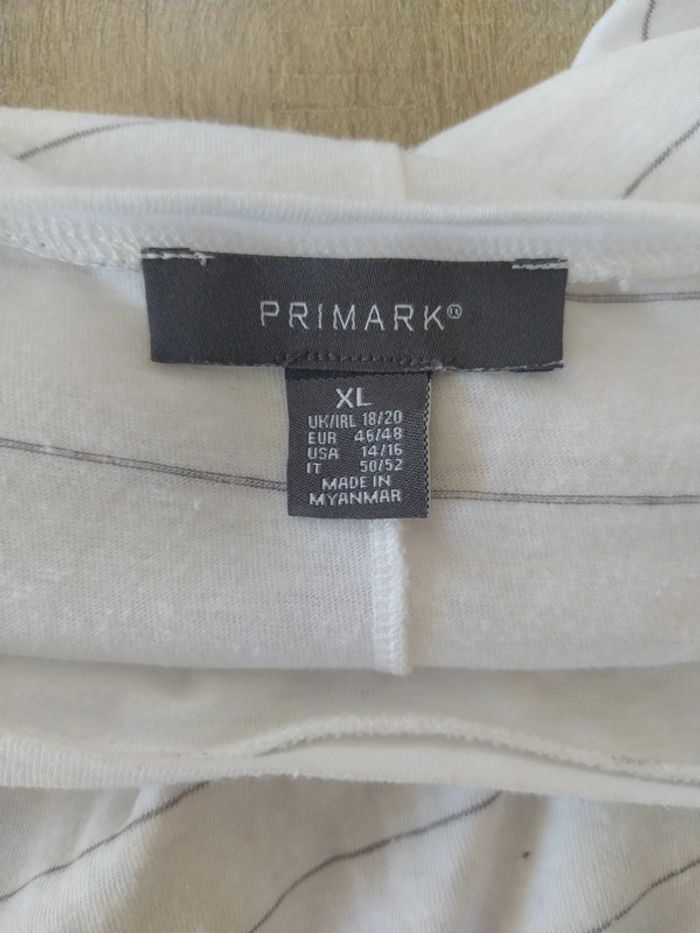 PRIMARK®
XL
UK/IRL 18/20
EUR 46/48
USA 14/16
IT 50/52
MADE IN
MYANMAR